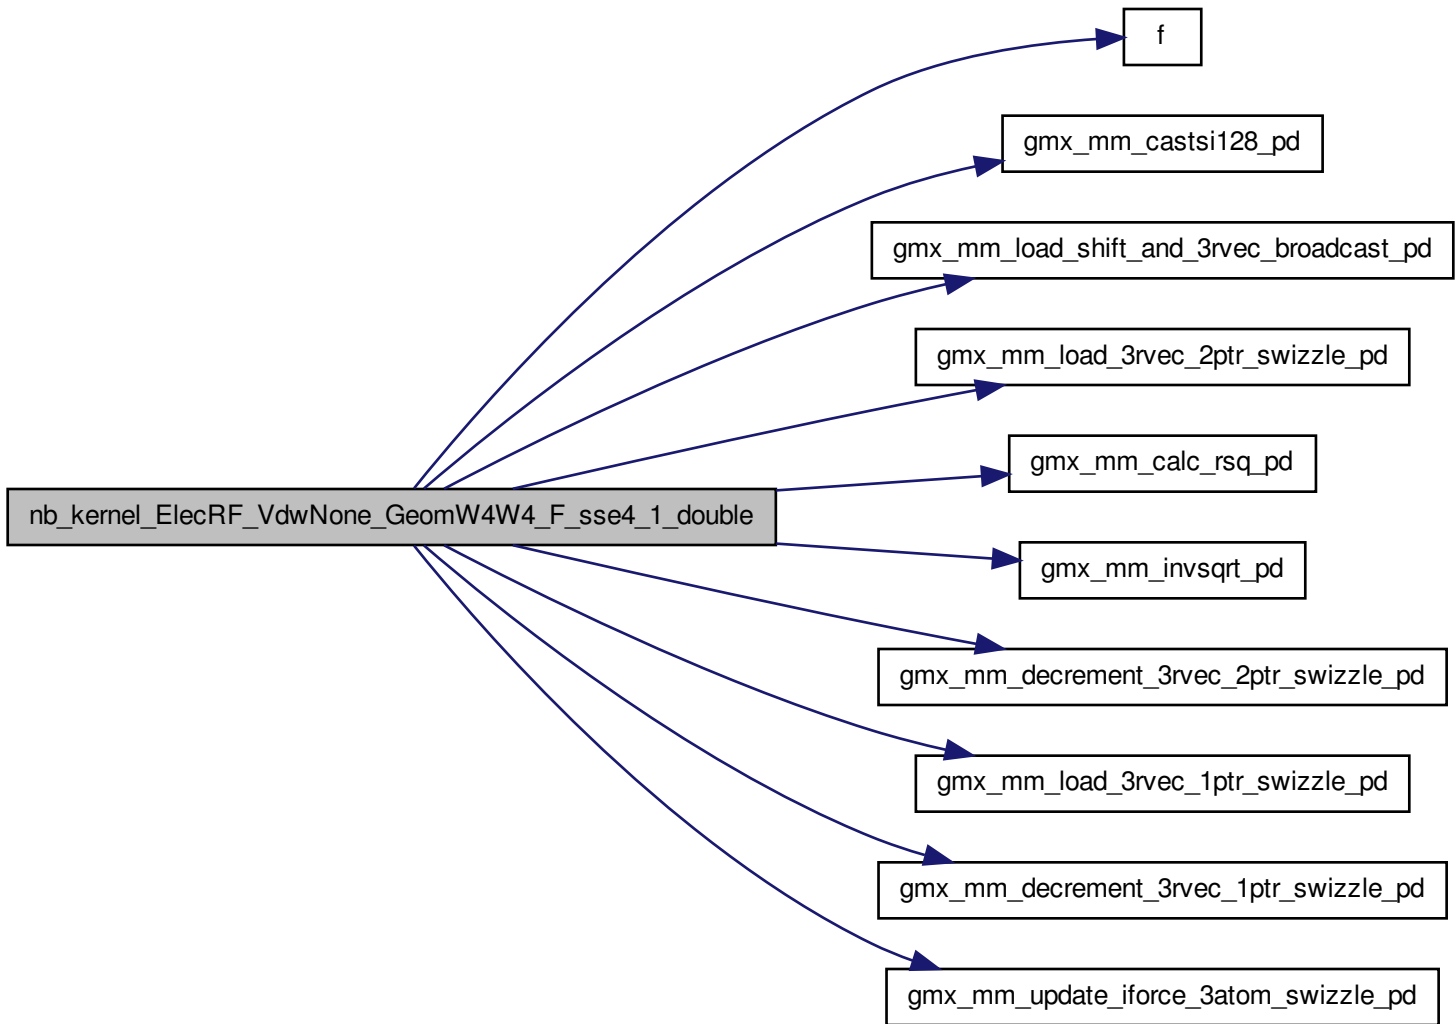 f
gmx_mm_castsi128_pd
gmx_mm_load_shift_and_3rvec_broadcast_pd
gmx_mm_load_3rvec_2ptr_swizzle_pd
gmx_mm_calc_rsq_pd
nb_kernel_ElecRF_VdwNone_GeomW4W4_F_sse4_1_double
gmx_mm_invsqrt_pd
gmx_mm_decrement_3rvec_2ptr_swizzle_pd
gmx_mm_load_3rvec_1ptr_swizzle_pd
gmx_mm_decrement_3rvec_1ptr_swizzle_pd
gmx_mm_update_iforce_3atom_swizzle_pd